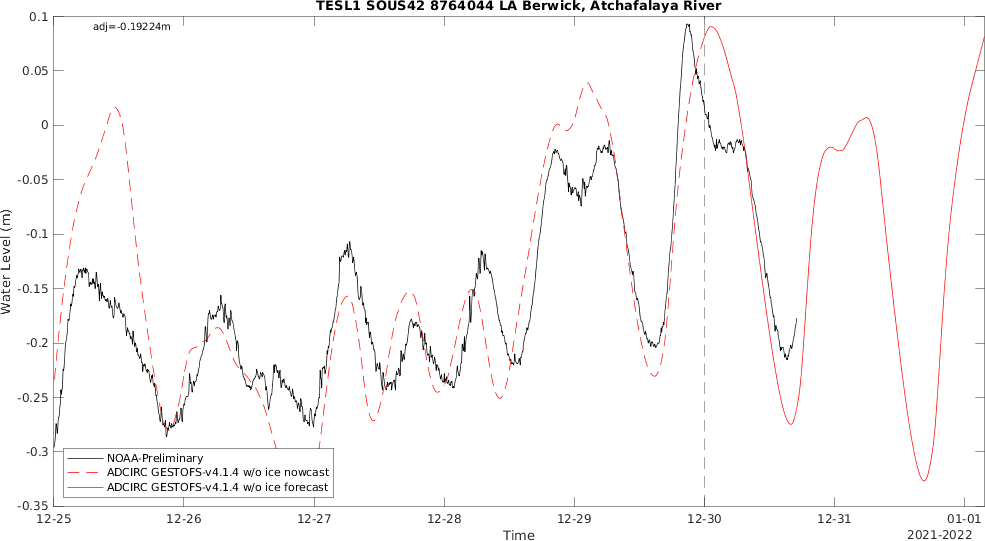 TESL1 SOUS42 8764044 LA Berwick, Atchafalaya River
adj=-0.19224m
0.1
0.05
0
-0.05
-0.1
-0.15
-0.2
-0.25
-0.3
-0.35
Water Level (m)
NOAA-Preliminary
ADCIRC GESTOFS-v4.1.4 w/o ice nowcast
ADCIRC GESTOFS-v4.1.4 w/o ice forecast
12-25 12-26 12-27 12-28 12-29 12-30 12-31 01-01
Time
2021-2022